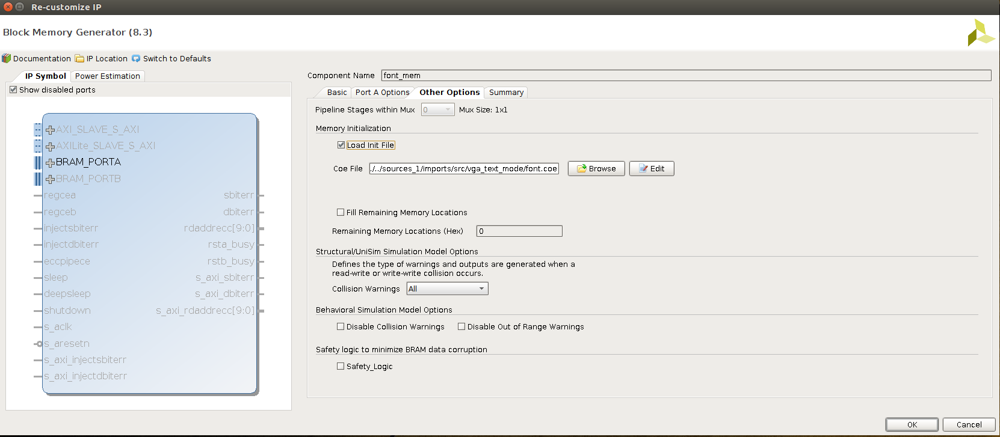 Re-customize IP
Block Memory Generator (8.3)
Documentation IP Location Switch to Defaults
IP Symbol Power Estimation
Show disabled ports
AXI_SLAVE_S_AXI
AXILite_SLAVE_S_AXI
BRAM_PORTA
BRAM_PORTB
regcea sbiterr
regceb dbiterr
injectsbiterr rdaddrecc[9:0]
injectdbiterr rsta_busy
eccpipece rstb_busy
sleep s_axi_sbiterr
deepsleep s_axi_dbiterr
shutdown s_axi_rdaddrecc[9:0]
s_aclk
s_aresetn
s_axi_injectsbiterr
s_axi_injectdbiterr
Component Name font_mem
Basic Port A Options Other Options Summary
Pipeline Stages within Mux 0 Mux Size: 1x1
Memory Initialization
Load Init File
Coe File ./../sources_1/imports/src/vga_text_mode/font.coe Browse Edit
Fill Remaining Memory Locations
Remaining Memory Locations (Hex) 0
Structural/UniSim Simulation Model Options
Defines the type of warnings and outputs are generated when a
read-write or write-write collision occurs.
Collision Warnings All
Behavioral Simulation Model Options
Disable Collision Warnings Disable Out of Range Warnings
Safety logic to minimize BRAM data corruption
Safety_Logic
OK Cancel